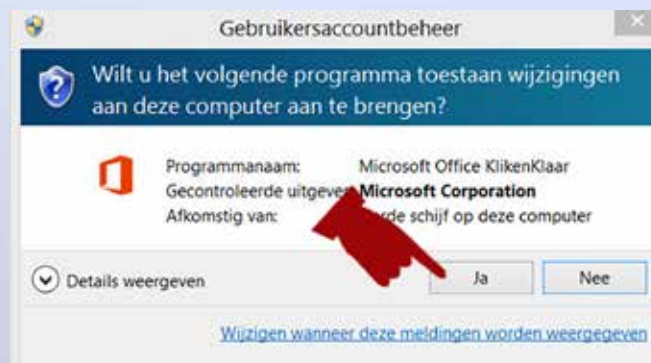 Gebruikersaccountbeheer
Wilt u het volgende programma toestaan wijzigingen
aan deze computer aan te brengen?
Programmanaam: Microsoft Office KlikenKlaar
Gecontroleerde uitgever Microsoft Corporation
Afkomstig van: schijf op deze computer
Details weergeven
Ja
Nee
Wijzigen wanneer deze meldingen worden weergegeven